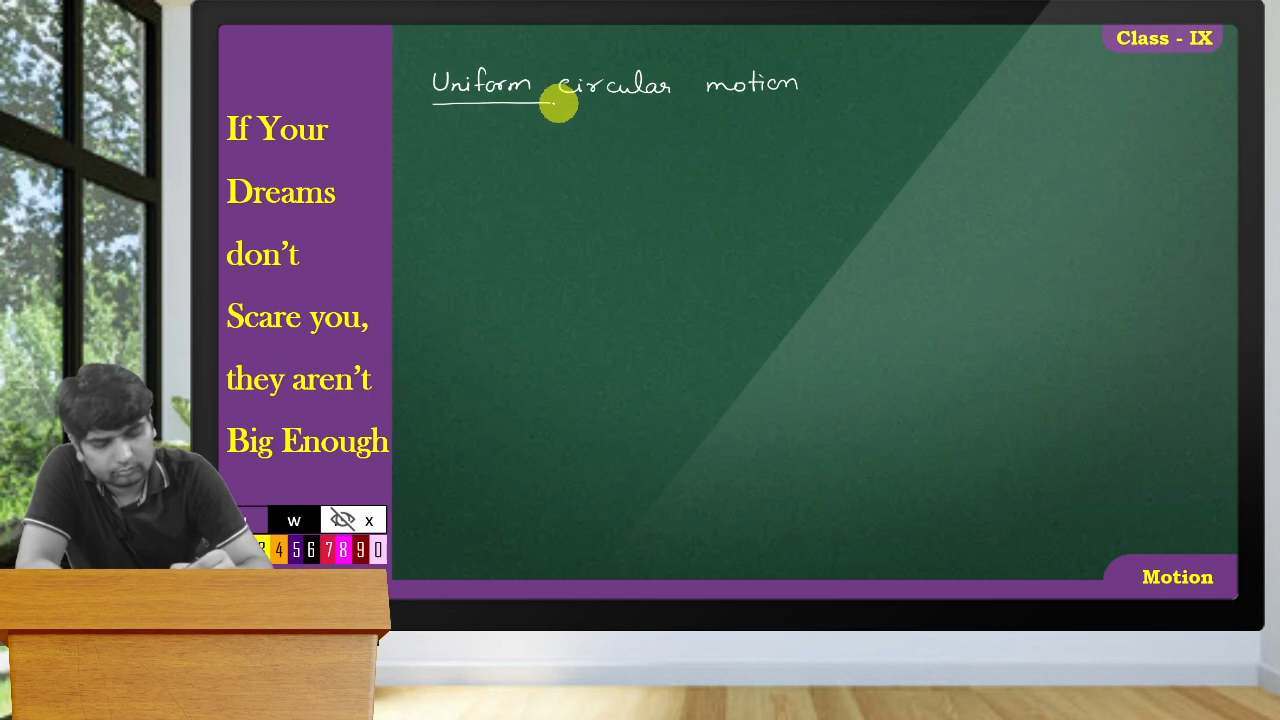 Class - IX
Uniform circular motion
If Your
Dreams
don't
Scare you,
they aren't
Big Enough
w x
4 5 6 7 8 9 0
Motion